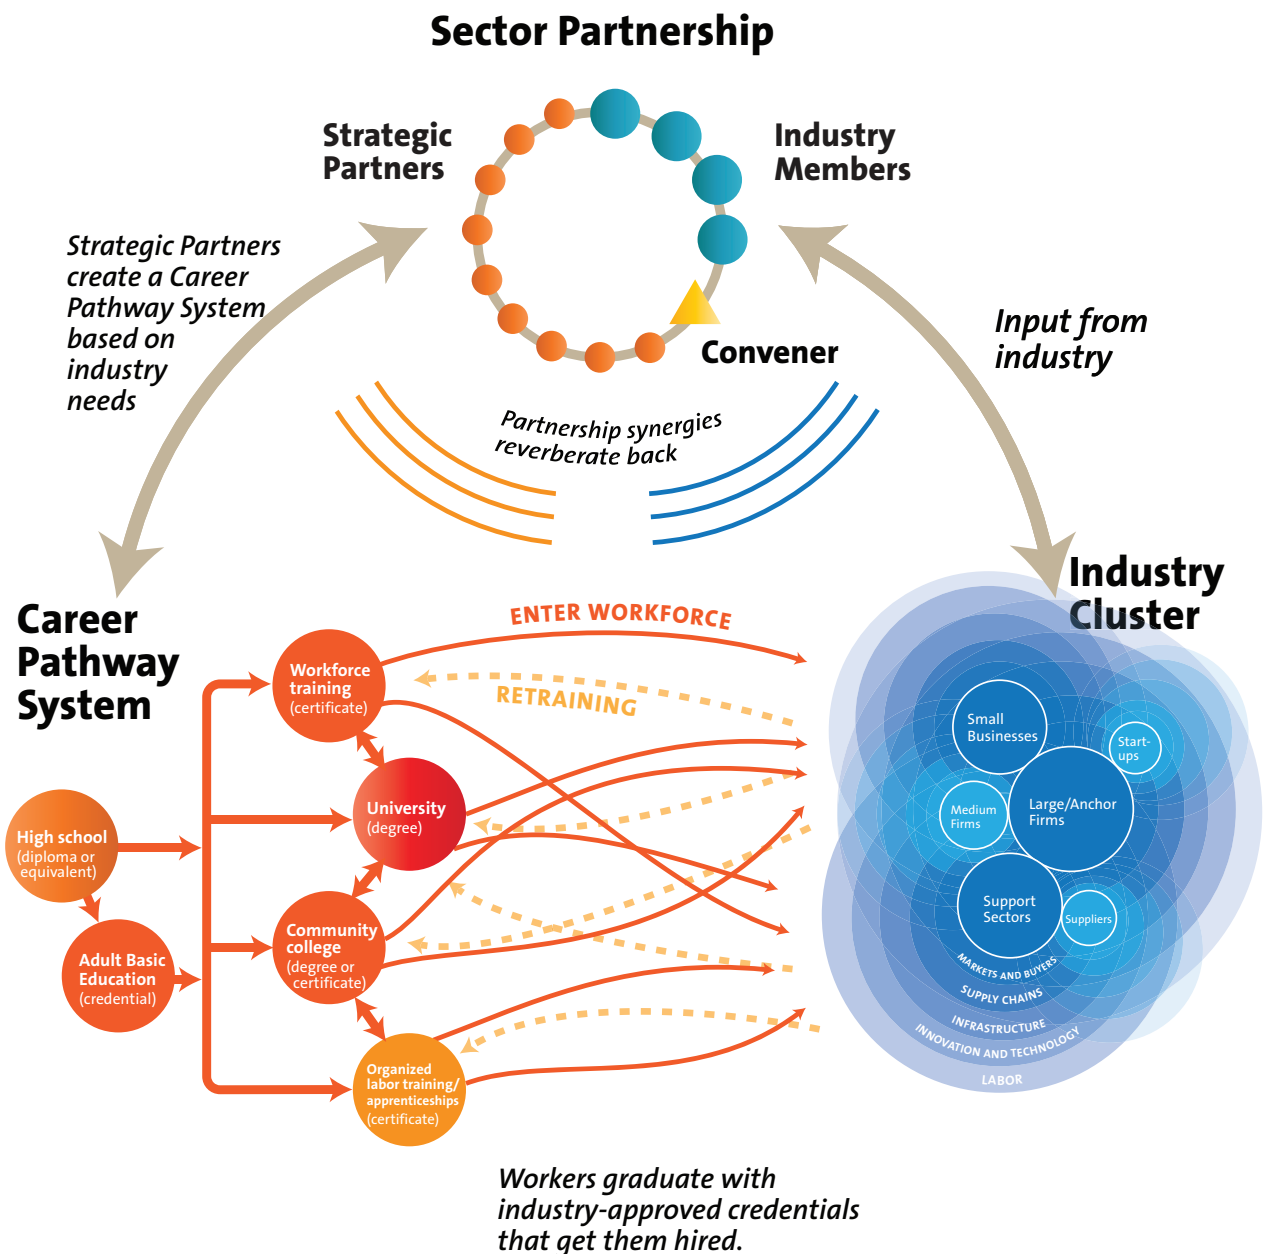 Sector Partnership
Strategic
Partners
Industry
Members
Convener
Strategic Partners
create a Career
Pathway System
based on
industry
needs
Input from
industry
Partnership synergies
reverberate back
Career
Pathway
System
Industry
Cluster
ENTER WORKFORCE
RETRAINING
Workforce
training
(certificate)
University
(degree)
High school
(diploma or
equivalent)
Adult Basic
Education
(credential)
Community
college
(degree or
certificate)
Organized
labor training/
apprenticeships
(certificate)
Small
Businesses
Start-
ups
Medium
Firms
Large/Anchor
Firms
Support
Sectors
Suppliers
MARKETS AND BUYERS
SUPPLY CHAINS
INFRASTRUCTURE
INNOVATION AND TECHNOLOGY
LABOR
Workers graduate with
industry-approved credentials
that get them hired.